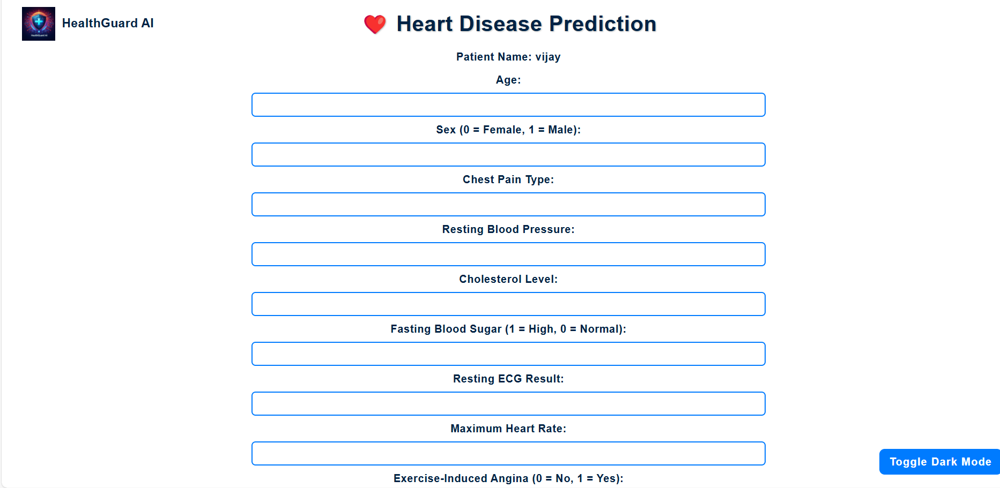 HealthGuard AI
HealthGuard AI
Heart Disease Prediction
Patient Name: vijay
Age:
Sex (0 = Female, 1 = Male):
Chest Pain Type:
Resting Blood Pressure:
Cholesterol Level:
Fasting Blood Sugar (1 = High, 0 = Normal):
Resting ECG Result:
Maximum Heart Rate:
Toggle Dark Mode
Exercise-Induced Angina (0 = No, 1 = Yes):